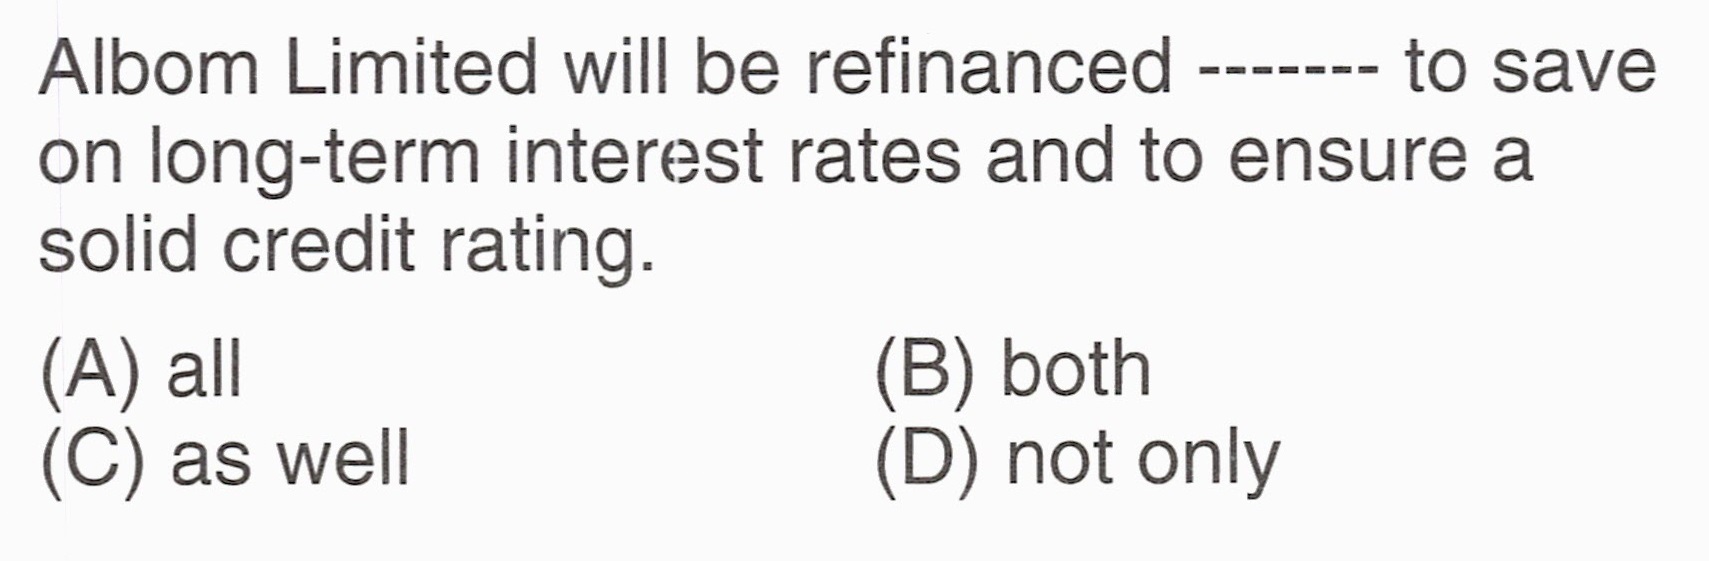 Albom Limited will be refinanced ------- to save
on long-term interest rates and to ensure a
solid credit rating.
(A) all
(B) both
(C) as well
(D) not only